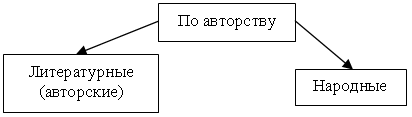 По авторству
Литературные
(авторские)
Народные